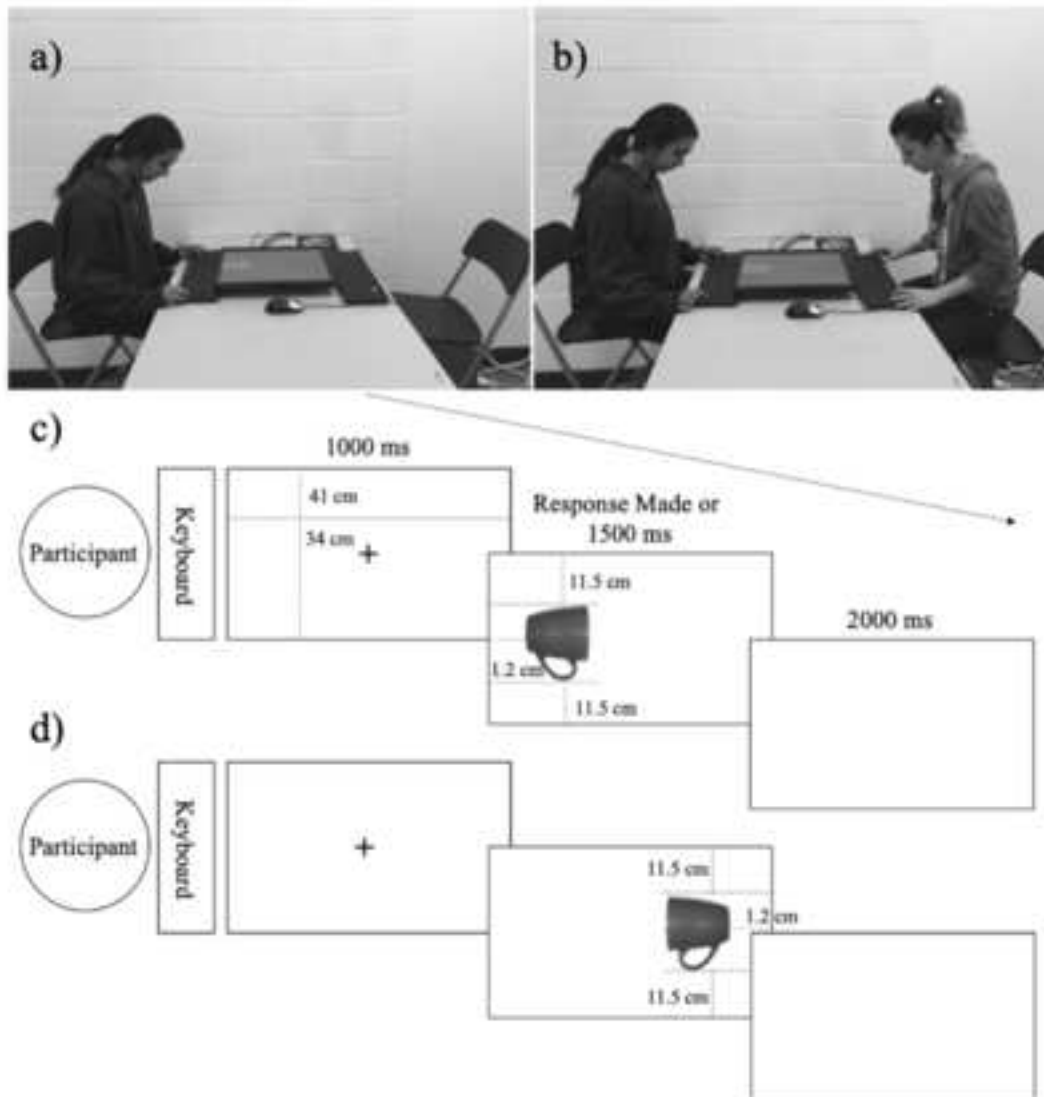 a)
b)
c)
1000 ms
41 cm
34 cm
+
Participant
Keyboard
Response Made or
1500 ms
11.5 cm
1.2 cm
11.5 cm
2000 ms
d)
Participant
Keyboard
+
11.5 cm
1.2 cm
11.5 cm